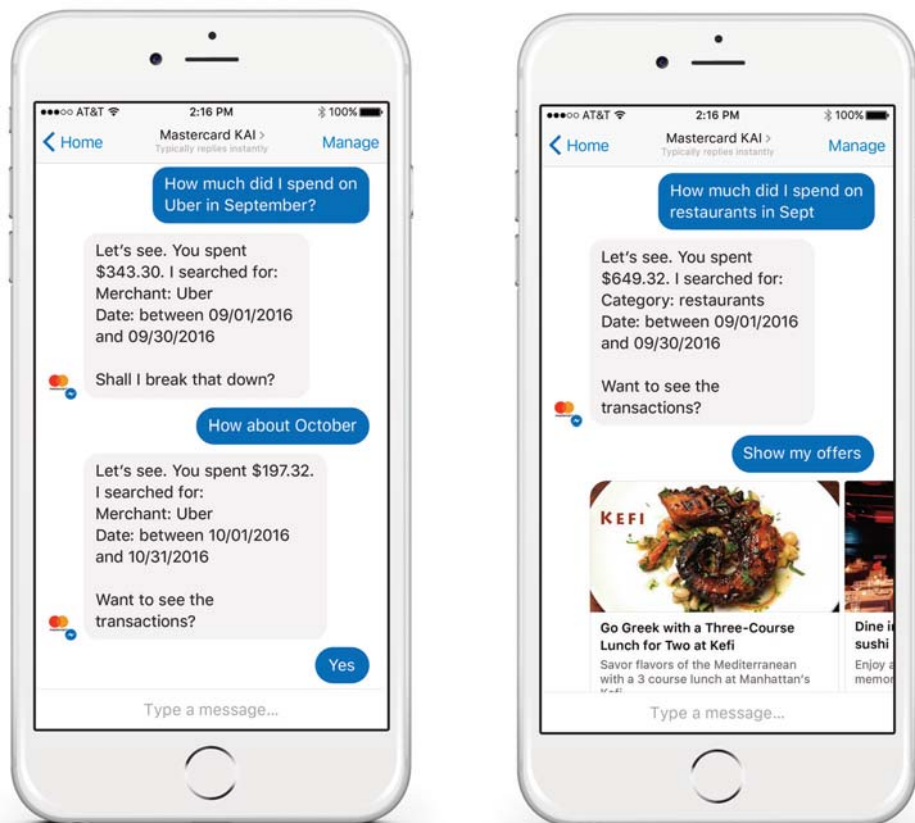 AT&T 2:16 PM 100%
Home Mastercard KAI > Manage
Typically replies instantly
How much did I spend on
Uber in September?
Let's see. You spent
$343.30. I searched for:
Merchant: Uber
Date: between 09/01/2016
and 09/30/2016
Shall I break that down?
How about October
Let's see. You spent $197.32.
I searched for:
Merchant: Uber
Date: between 10/01/2016
and 10/31/2016
Want to see the
transactions?
Yes
Type a message...
AT&T 2:16 PM 100%
Home Mastercard KAI > Manage
Typically replies instantly
How much did I spend on
restaurants in Sept
Let's see. You spent
$649.32. I searched for:
Category: restaurants
Date: between 09/01/2016
and 09/30/2016
Want to see the
transactions?
Show my offers
KEFI
Go Greek with a Three-Course
Lunch for Two at Kefi
Savor flavors of the Mediterranean
with a 3 course lunch at Manhattan's
Dine
sushi
Enjoy
Type a message...